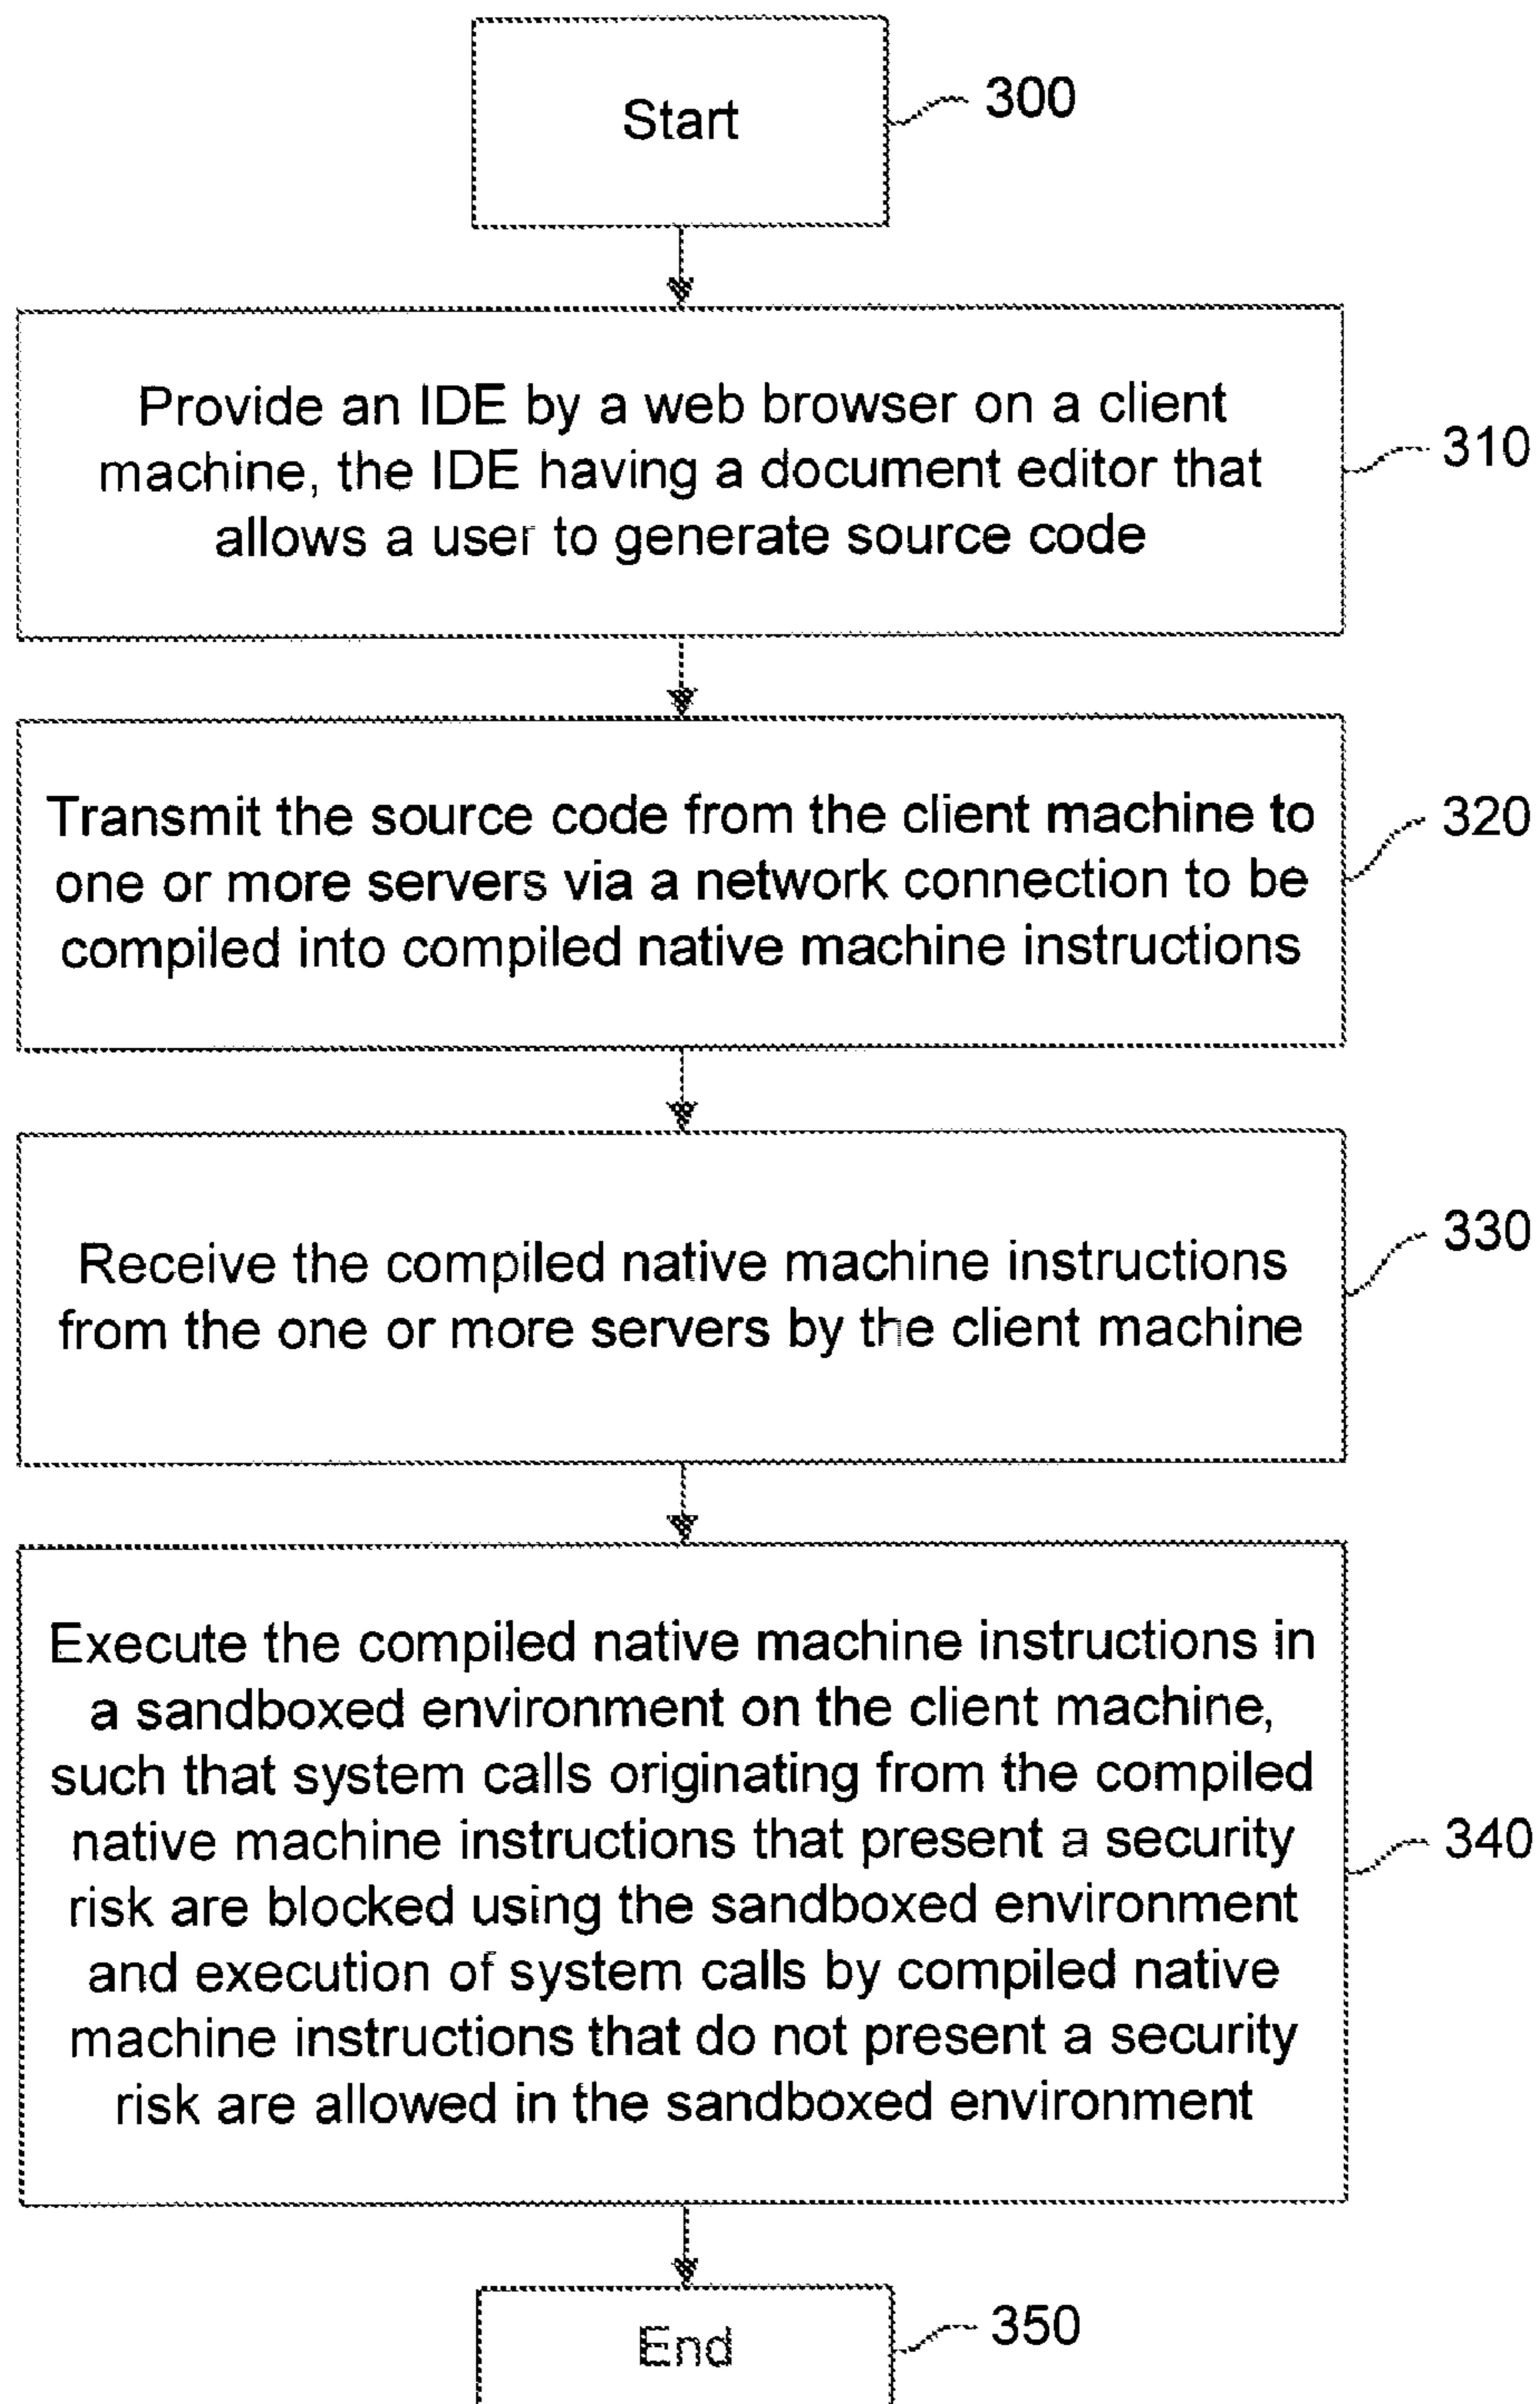 Start
300
Provide an IDE by a web browser on a client
machine, the IDE having a document editor that
allows a user to generate source code
310
Transmit the source code from the client machine to
one or more servers via a network connection to be
compiled into compiled native machine instructions
320
Receive the compiled native machine instructions
from the one or more servers by the client machine
330
Execute the compiled native machine instructions in
a sandboxed environment on the client machine,
such that system calls originating from the compiled
native machine instructions that present a security
risk are blocked using the sandboxed environment
and execution of system calls by compiled native
machine instructions that do not present a security
risk are allowed in the sandboxed environment
340
End
350